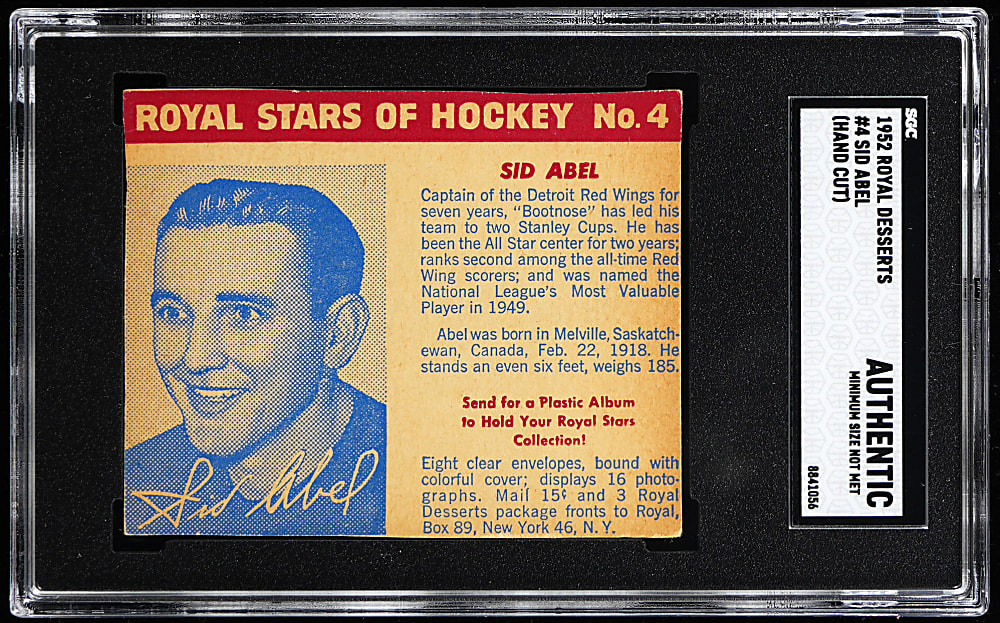 ROYAL STARS OF HOCKEY No. 4
SID ABEL
Captain of the Detroit Red Wings for
seven years, "Bootnose" has led his
team to two Stanley Cups. He has
been the All Star center for two years;
ranks second among the all-time Red
Wing scorers; and was named the
National League's Most Valuable
Player in 1949.
Abel was born in Melville, Saskatch-
ewan, Canada, Feb. 22, 1918. He
stands an even six feet, weighs 185.
Send for a Plastic Album
to Hold Your Royal Stars
Collection!
Eight clear envelopes, bound with
colorful cover; displays 16 photo-
graphs. Mail 15¢ and 3 Royal
Desserts package fronts to Royal,
Box 89, New York 46, N. Y.
Sid Abel
SGC
1952 ROYAL DESSERTS
#4 SID ABEL
(HAND CUT)
AUTHENTIC
MINIMUM SIZE NOT MET
8841056